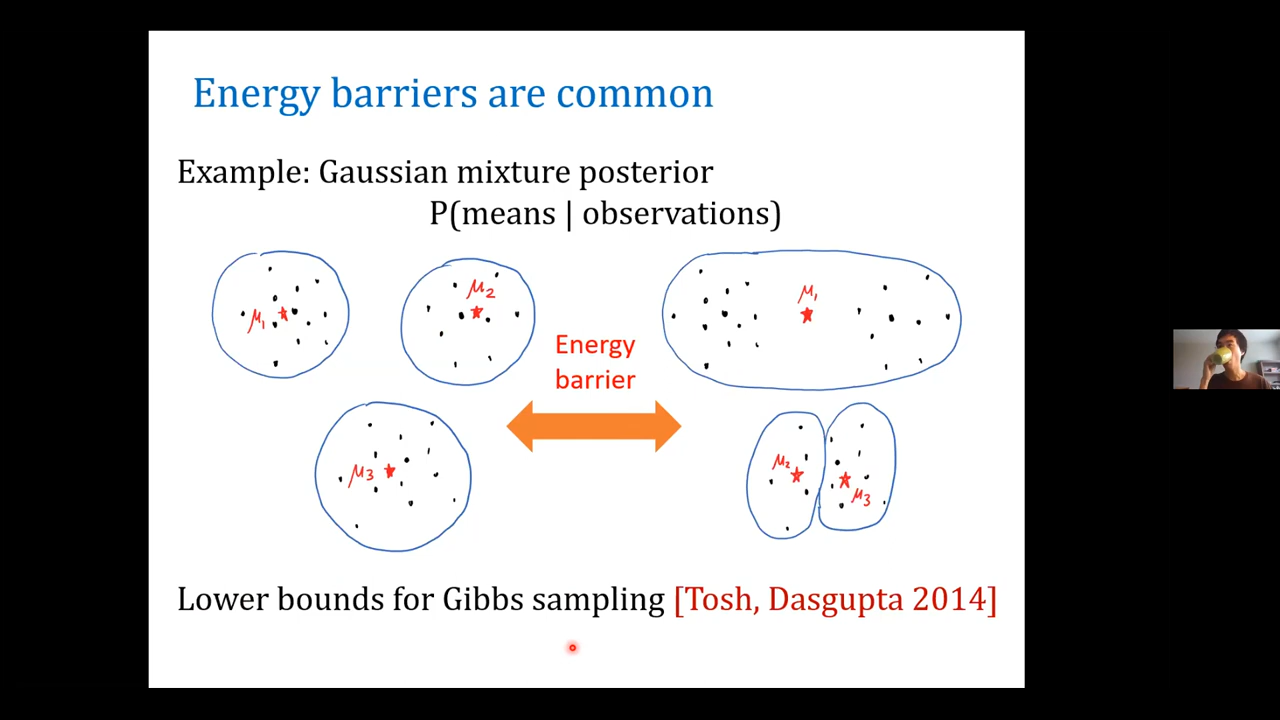 Energy barriers are common
Example: Gaussian mixture posterior
P(means | observations)
μ₁
μ₂
μ₁
Energy
barrier
μ₃
μ₂
μ₃
Lower bounds for Gibbs sampling [Tosh, Dasgupta 2014]